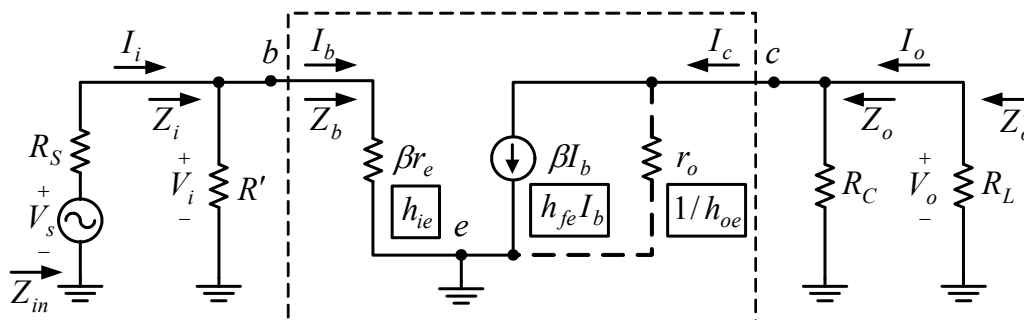 I_i
b
I_b
I_c
c
I_o
Z_i
Z_b
Z_o
R_S
+
V_i
−
R′
βr_e
h_ie
βI_b
h_fe I_b
r_o
1/h_oe
R_C
+
V_o
−
R_L
+
V_s
−
e
Z_in